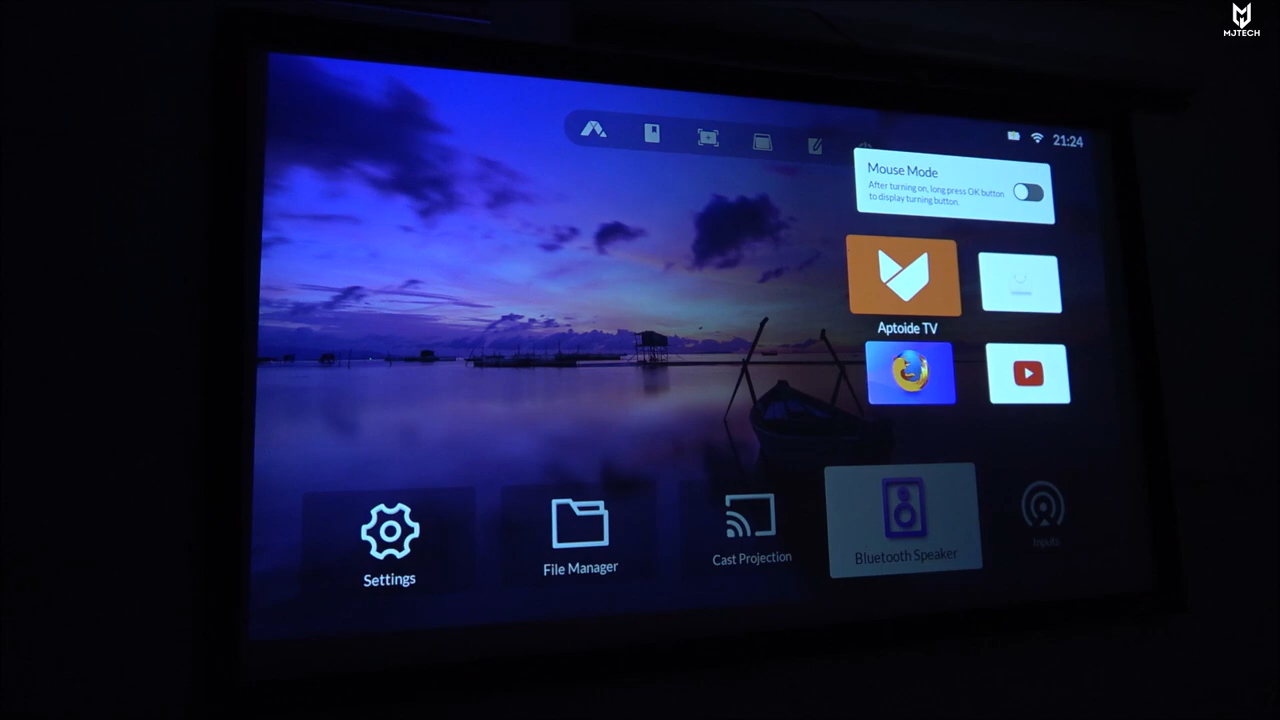 MJTECH
21:24
Mouse Mode
After turning on, long press OK button
to display turning button.
Aptoide TV
Settings
File Manager
Cast Projection
Bluetooth Speaker
Inputs